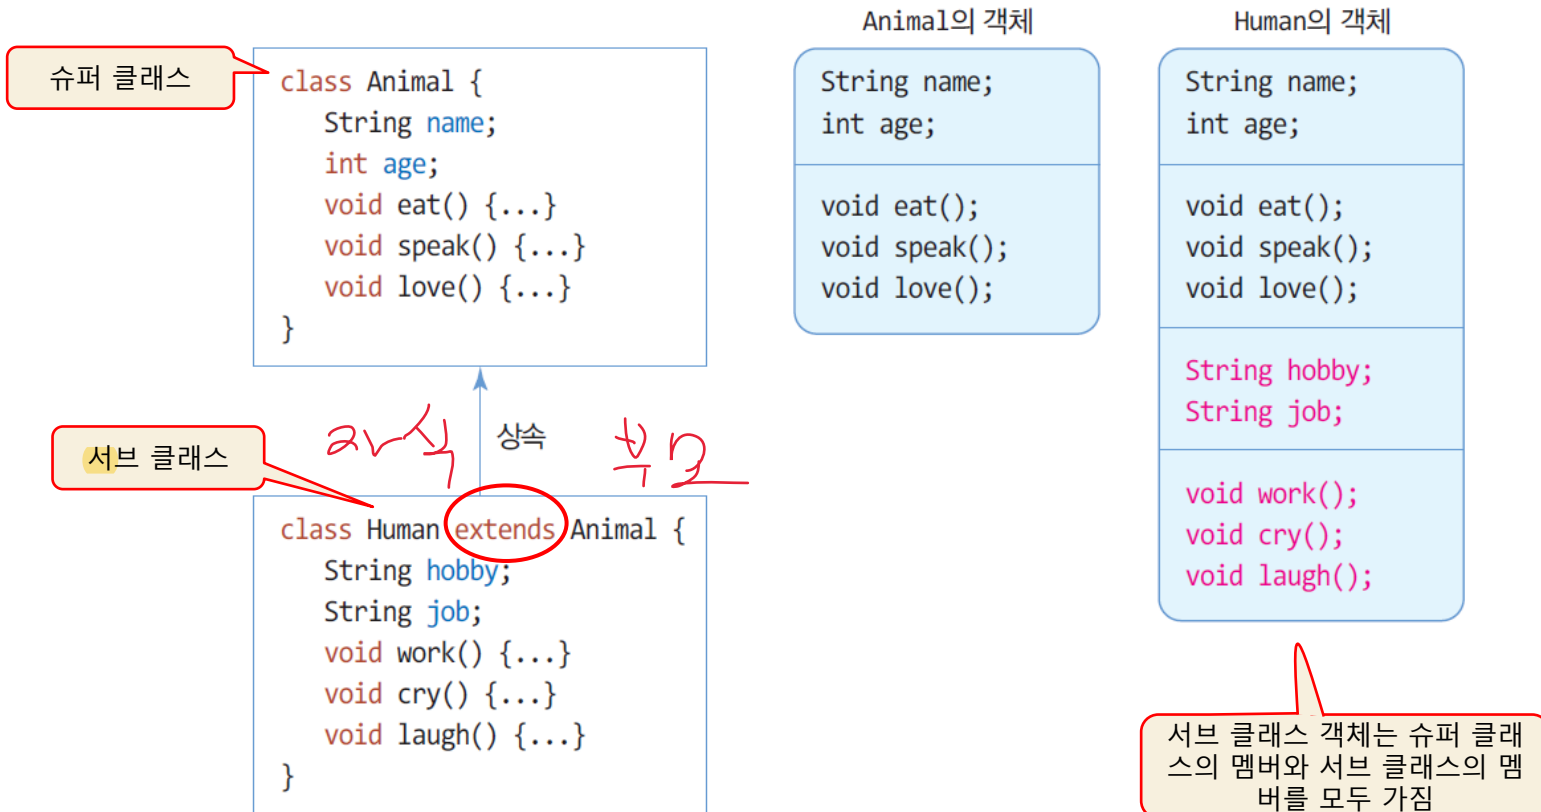 슈퍼 클래스
class Animal {
String name;
int age;
void eat() {...}
void speak() {...}
void love() {...}
}
상속
자식
부모
서브 클래스
class Human extends Animal {
String hobby;
String job;
void work() {...}
void cry() {...}
void laugh() {...}
}
Animal의 객체
String name;
int age;
void eat();
void speak();
void love();
Human의 객체
String name;
int age;
void eat();
void speak();
void love();
String hobby;
String job;
void work();
void cry();
void laugh();
서브 클래스 객체는 슈퍼 클래
스의 멤버와 서브 클래스의 멤
버를 모두 가짐